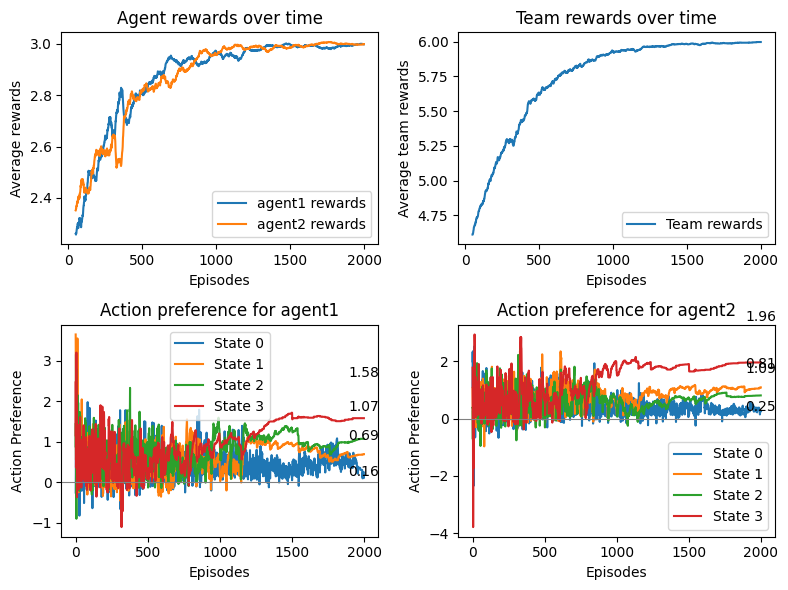 Agent rewards over time
Average rewards
3.0
2.8
2.6
2.4
agent1 rewards
agent2 rewards
0
500
1000
1500
2000
Episodes
Team rewards over time
Average team rewards
6.00
5.75
5.50
5.25
5.00
4.75
Team rewards
0
500
1000
1500
2000
Episodes
Action preference for agent1
Action Preference
3
2
1
0
−1
State 0
State 1
State 2
State 3
1.58
1.07
0.69
0.16
0
500
1000
1500
2000
Episodes
Action preference for agent2
Action Preference
2
0
−2
−4
1.96
0.81
1.09
0.25
State 0
State 1
State 2
State 3
0
500
1000
1500
2000
Episodes